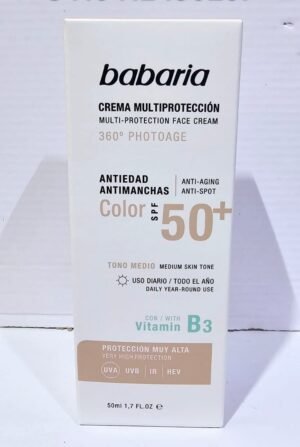 babaria
CREMA MULTIPROTECCIÓN
MULTI-PROTECTION FACE CREAM
360º PHOTOAGE
ANTIEDAD
ANTIMANCHAS
ANTI-AGING
ANTI-SPOT
Color SPF 50+
TONO MEDIO MEDIUM SKIN TONE
USO DIARIO / TODO EL AÑO
DAILY YEAR-ROUND USE
CON / WITH
Vitamin B3
PROTECCIÓN MUY ALTA
VERY HIGH PROTECTION
UVA UVB IR HEV
50ml 1,7 FL.OZ e